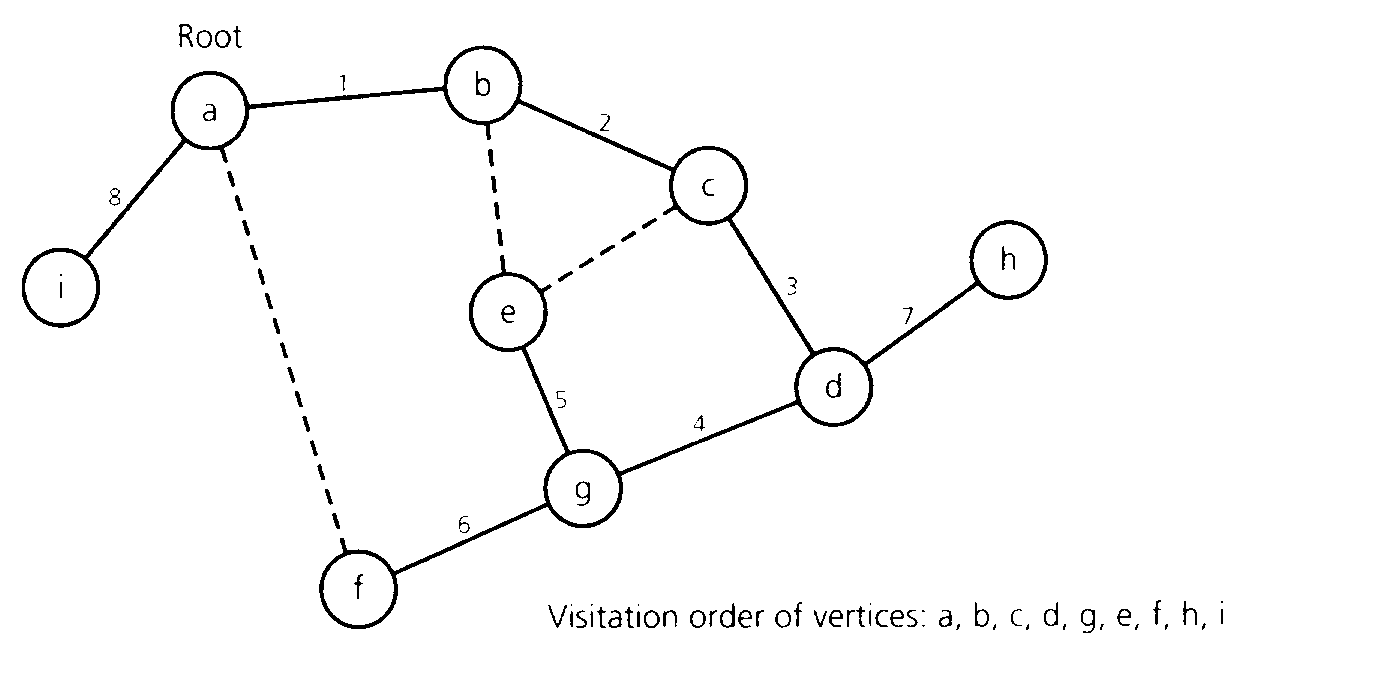 Root
a
1
b
2
c
8
i
e
3
h
7
5
4
d
g
6
f
Visitation order of vertices: a, b, c, d, g, e, f, h, i